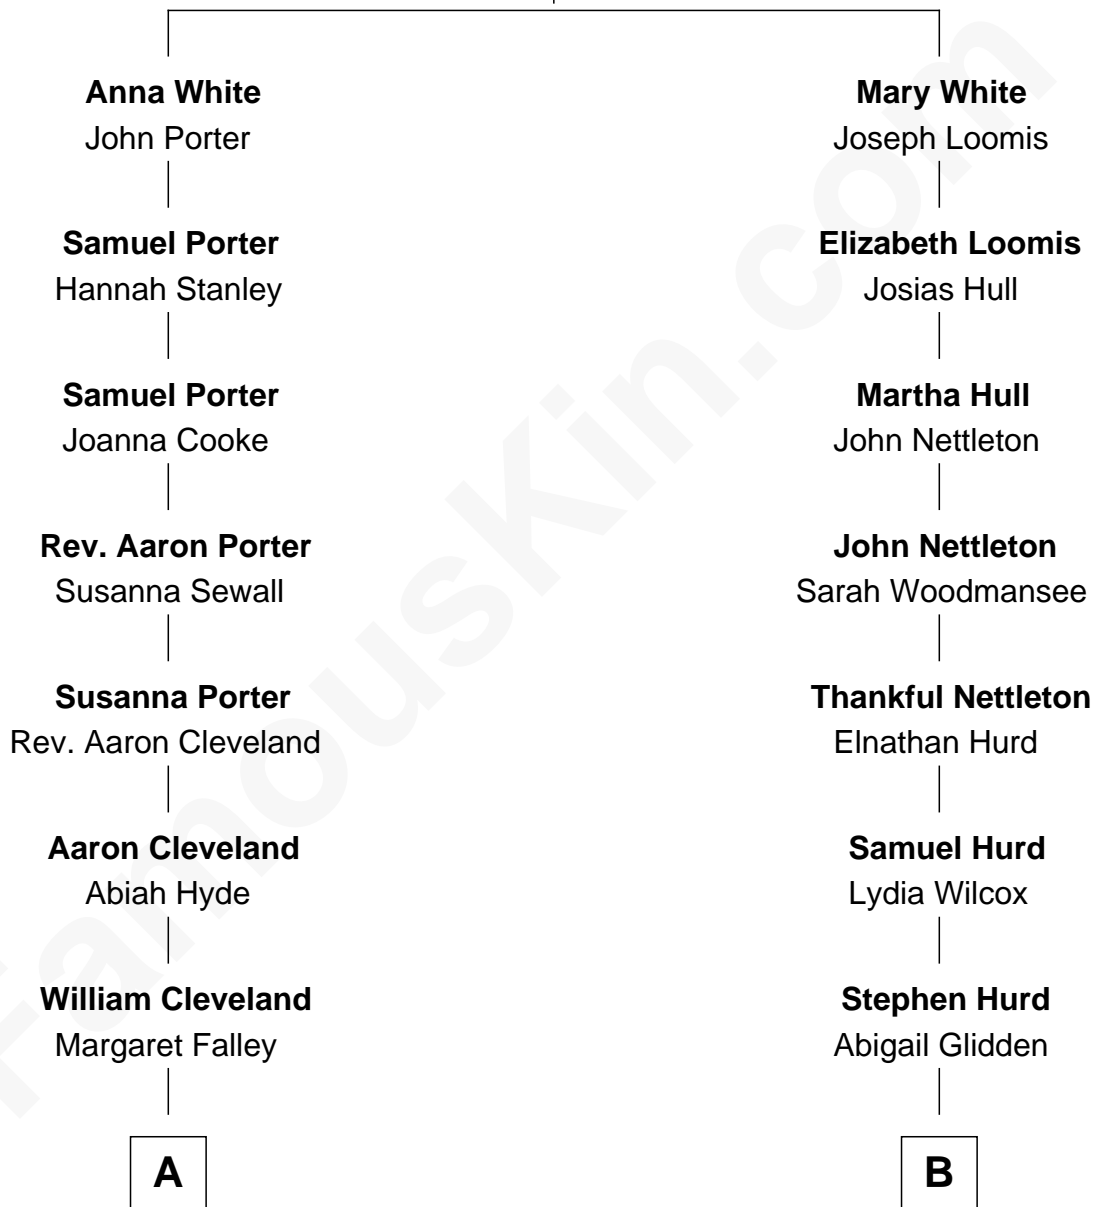 Anna White
John Porter
Samuel Porter
Hannah Stanley
Samuel Porter
Joanna Cooke
Rev. Aaron Porter
Susanna Sewall
Susanna Porter
Rev. Aaron Cleveland
Aaron Cleveland
Abiah Hyde
William Cleveland
Margaret Falley
A
Mary White
Joseph Loomis
Elizabeth Loomis
Josias Hull
Martha Hull
John Nettleton
John Nettleton
Sarah Woodmansee
Thankful Nettleton
Elnathan Hurd
Samuel Hurd
Lydia Wilcox
Stephen Hurd
Abigail Glidden
B
FamousKin.com